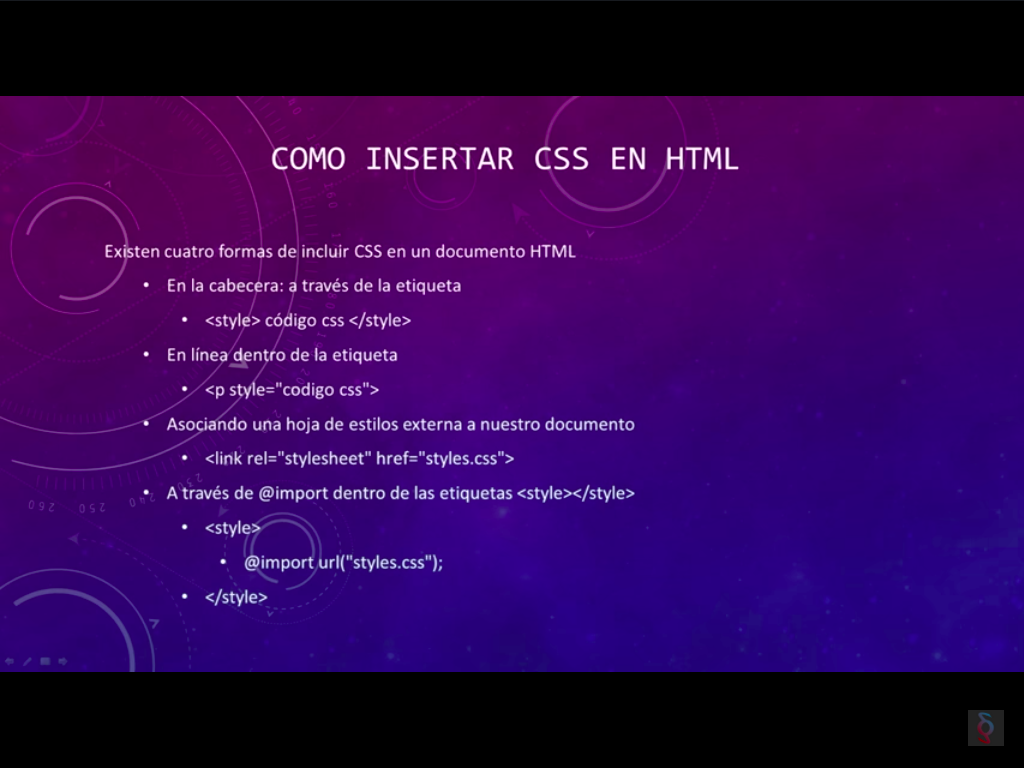 COMO INSERTAR CSS EN HTML
Existen cuatro formas de incluir CSS en un documento HTML
• En la cabecera: a través de la etiqueta
• <style> código css </style>
• En línea dentro de la etiqueta
• <p style="codigo css">
• Asociando una hoja de estilos externa a nuestro documento
• <link rel="stylesheet" href="styles.css">
• A través de @import dentro de las etiquetas <style></style>
• <style>
• @import url("styles.css");
• </style>